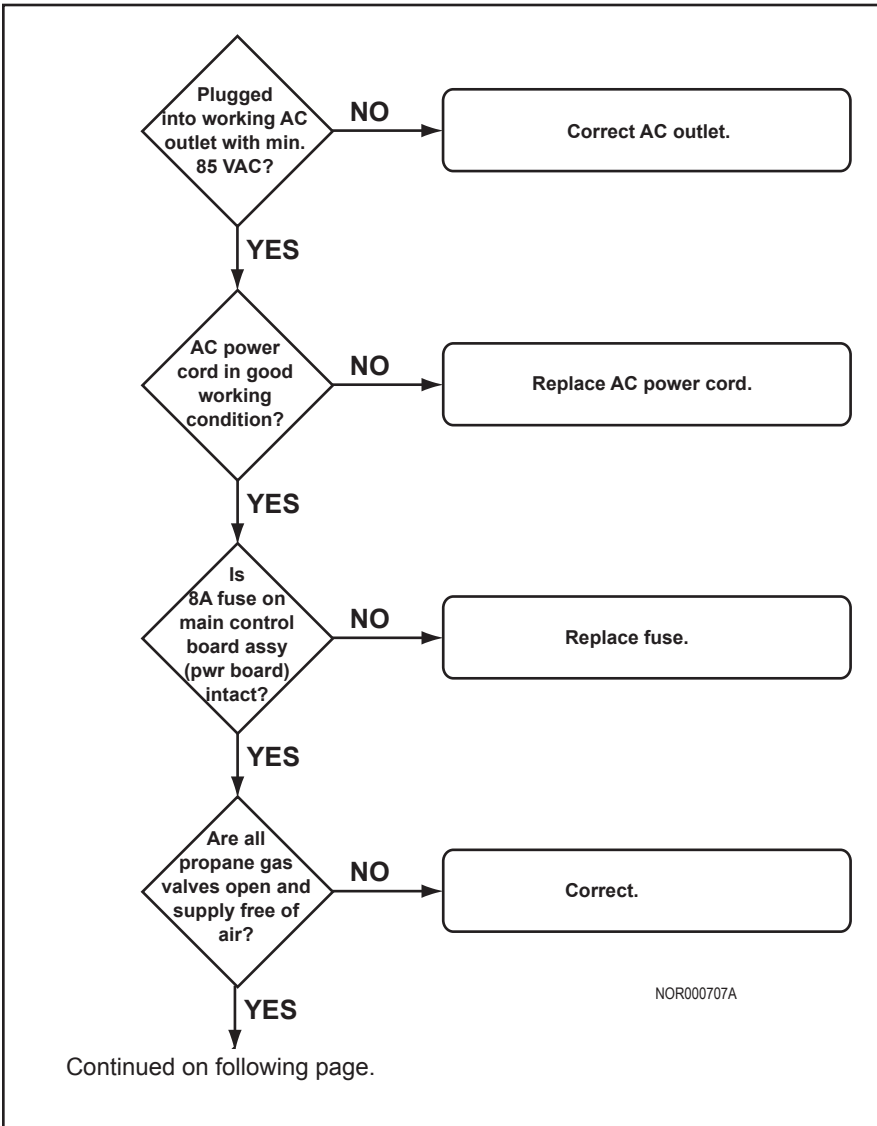 Plugged
into working AC
outlet with min.
85 VAC?
NO
Correct AC outlet.
YES
AC power
cord in good
working
condition?
NO
Replace AC power cord.
YES
Is
8A fuse on
main control
board assy
(pwr board)
intact?
NO
Replace fuse.
YES
Are all
propane gas
valves open and
supply free of
air?
NO
Correct.
NOR000707A
YES
Continued on following page.